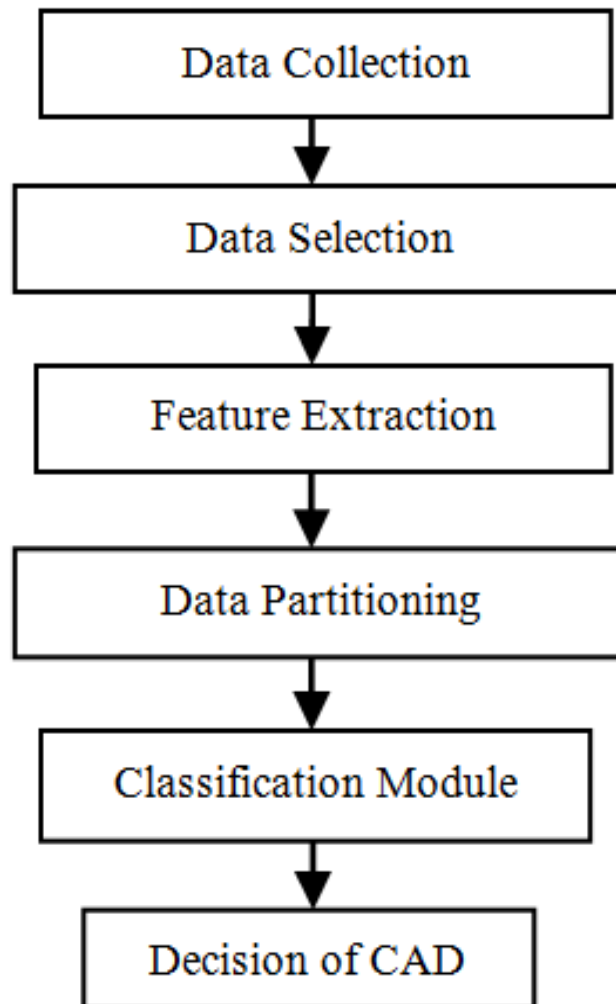 Data Collection
Data Selection
Feature Extraction
Data Partitioning
Classification Module
Decision of CAD